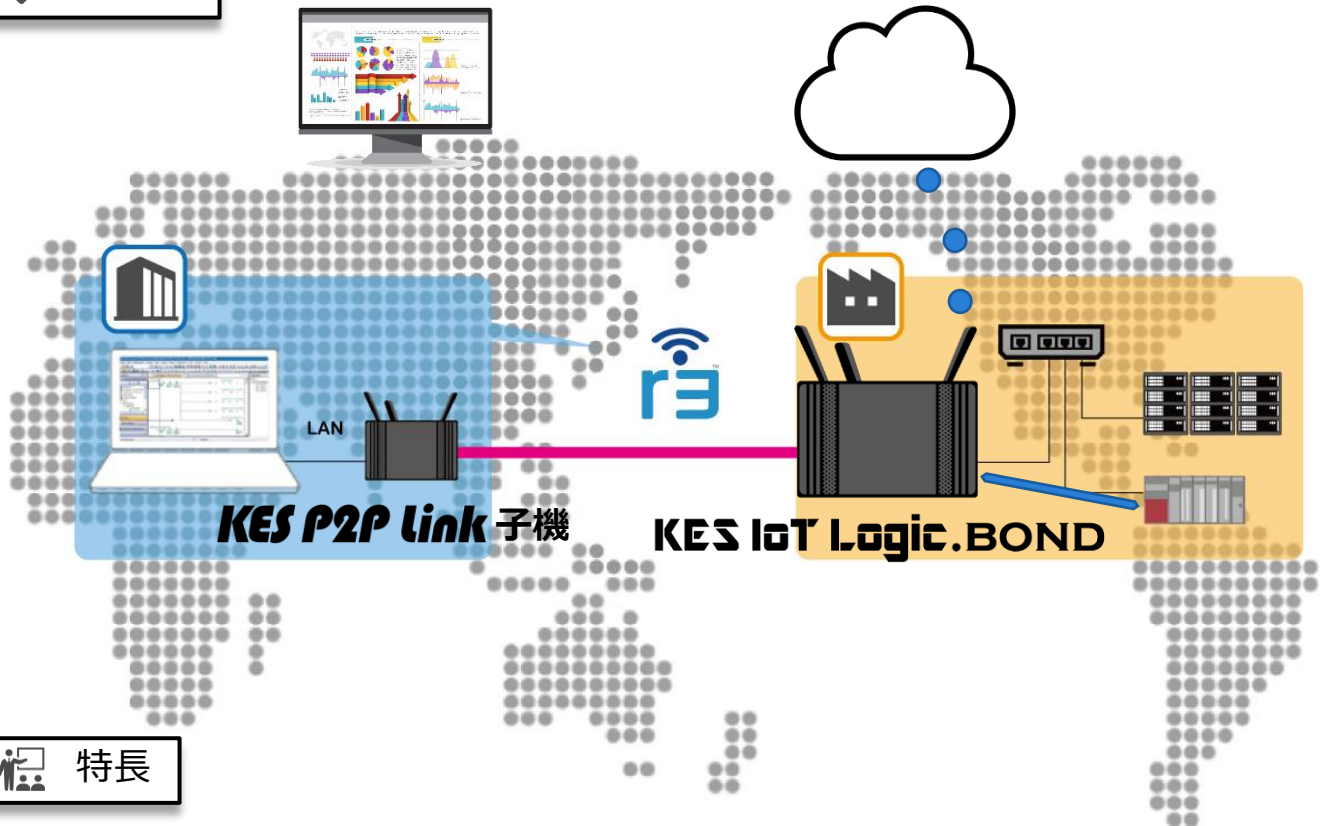 r3
LAN
KES P2P Link 子機
KES IoT Logic.BOND
特長